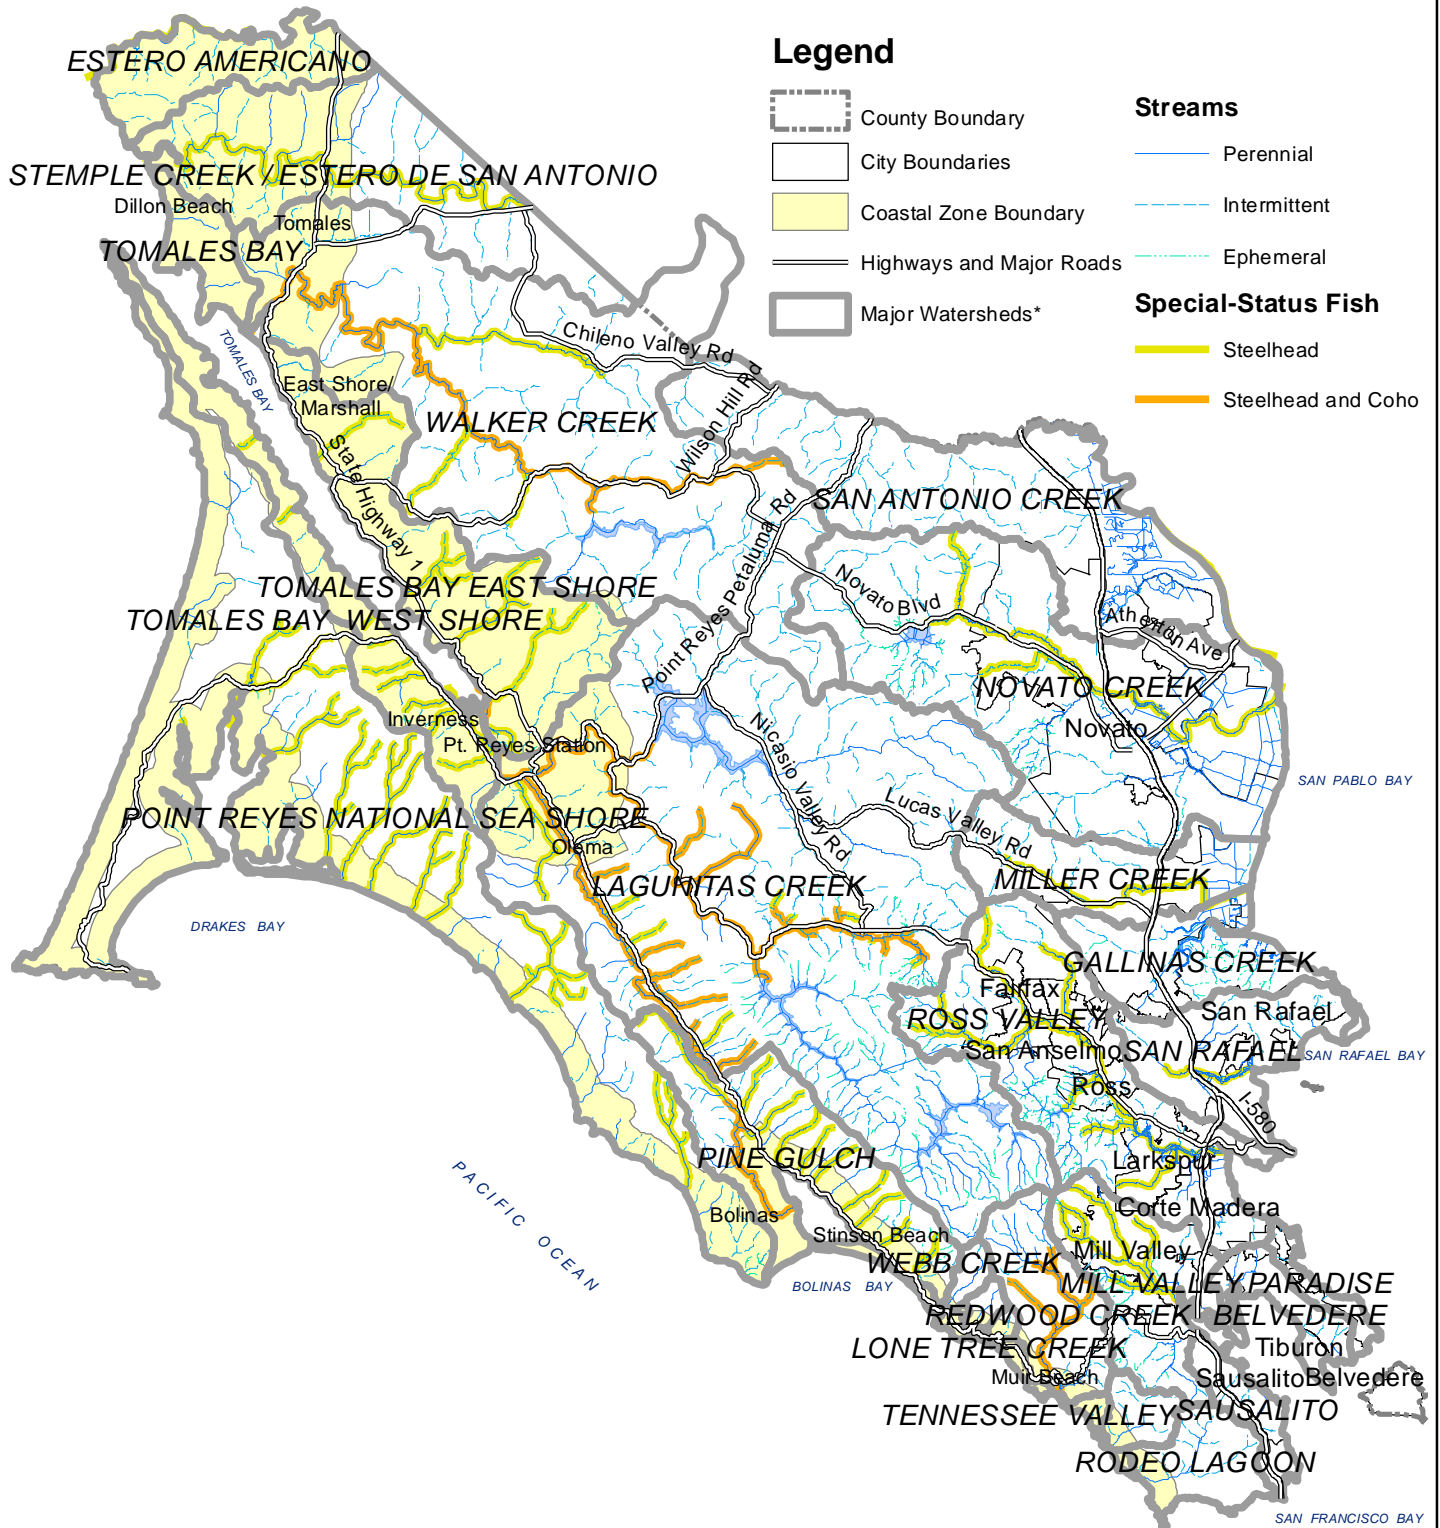 Legend
County Boundary
City Boundaries
Coastal Zone Boundary
Highways and Major Roads
Major Watersheds*
Streams
Perennial
Intermittent
Ephemeral
Special-Status Fish
Steelhead
Steelhead and Coho
ESTERO AMERICANO
STEMPLE CREEK / ESTERO DE SAN ANTONIO
Dillon Beach
Tomales
TOMALES BAY
TOMALES BAY
Chileno Valley Rd
Wilson Hill Rd
East Shore/
Marshall
WALKER CREEK
State Highway 1
SAN ANTONIO CREEK
Point Reyes Petaluma Rd
TOMALES BAY EAST SHORE
TOMALES BAY WEST SHORE
Novato Blvd
Atherton Ave
NOVATO CREEK
Novato
Inverness
Pt. Reyes Station
Nicasio Valley Rd
SAN PABLO BAY
POINT REYES NATIONAL SEA SHORE
Olema
Lucas Valley Rd
LAGUNITAS CREEK
MILLER CREEK
DRAKES BAY
GALLINAS CREEK
Fairfax
San Rafael
ROSS VALLEY
San Anselmo
SAN RAFAEL
SAN RAFAEL BAY
Ross
I-580
PINE GULCH
Larkspur
PACIFIC OCEAN
Bolinas
Corte Madera
Stinson Beach
Mill Valley
WEBB CREEK
BOLINAS BAY
MILL VALLEY
PARADISE
REDWOOD CREEK
BELVEDERE
LONE TREE CREEK
Tiburon
Muir Beach
Sausalito
Belvedere
TENNESSEE VALLEY
SAUSALITO
RODEO LAGOON
SAN FRANCISCO BAY